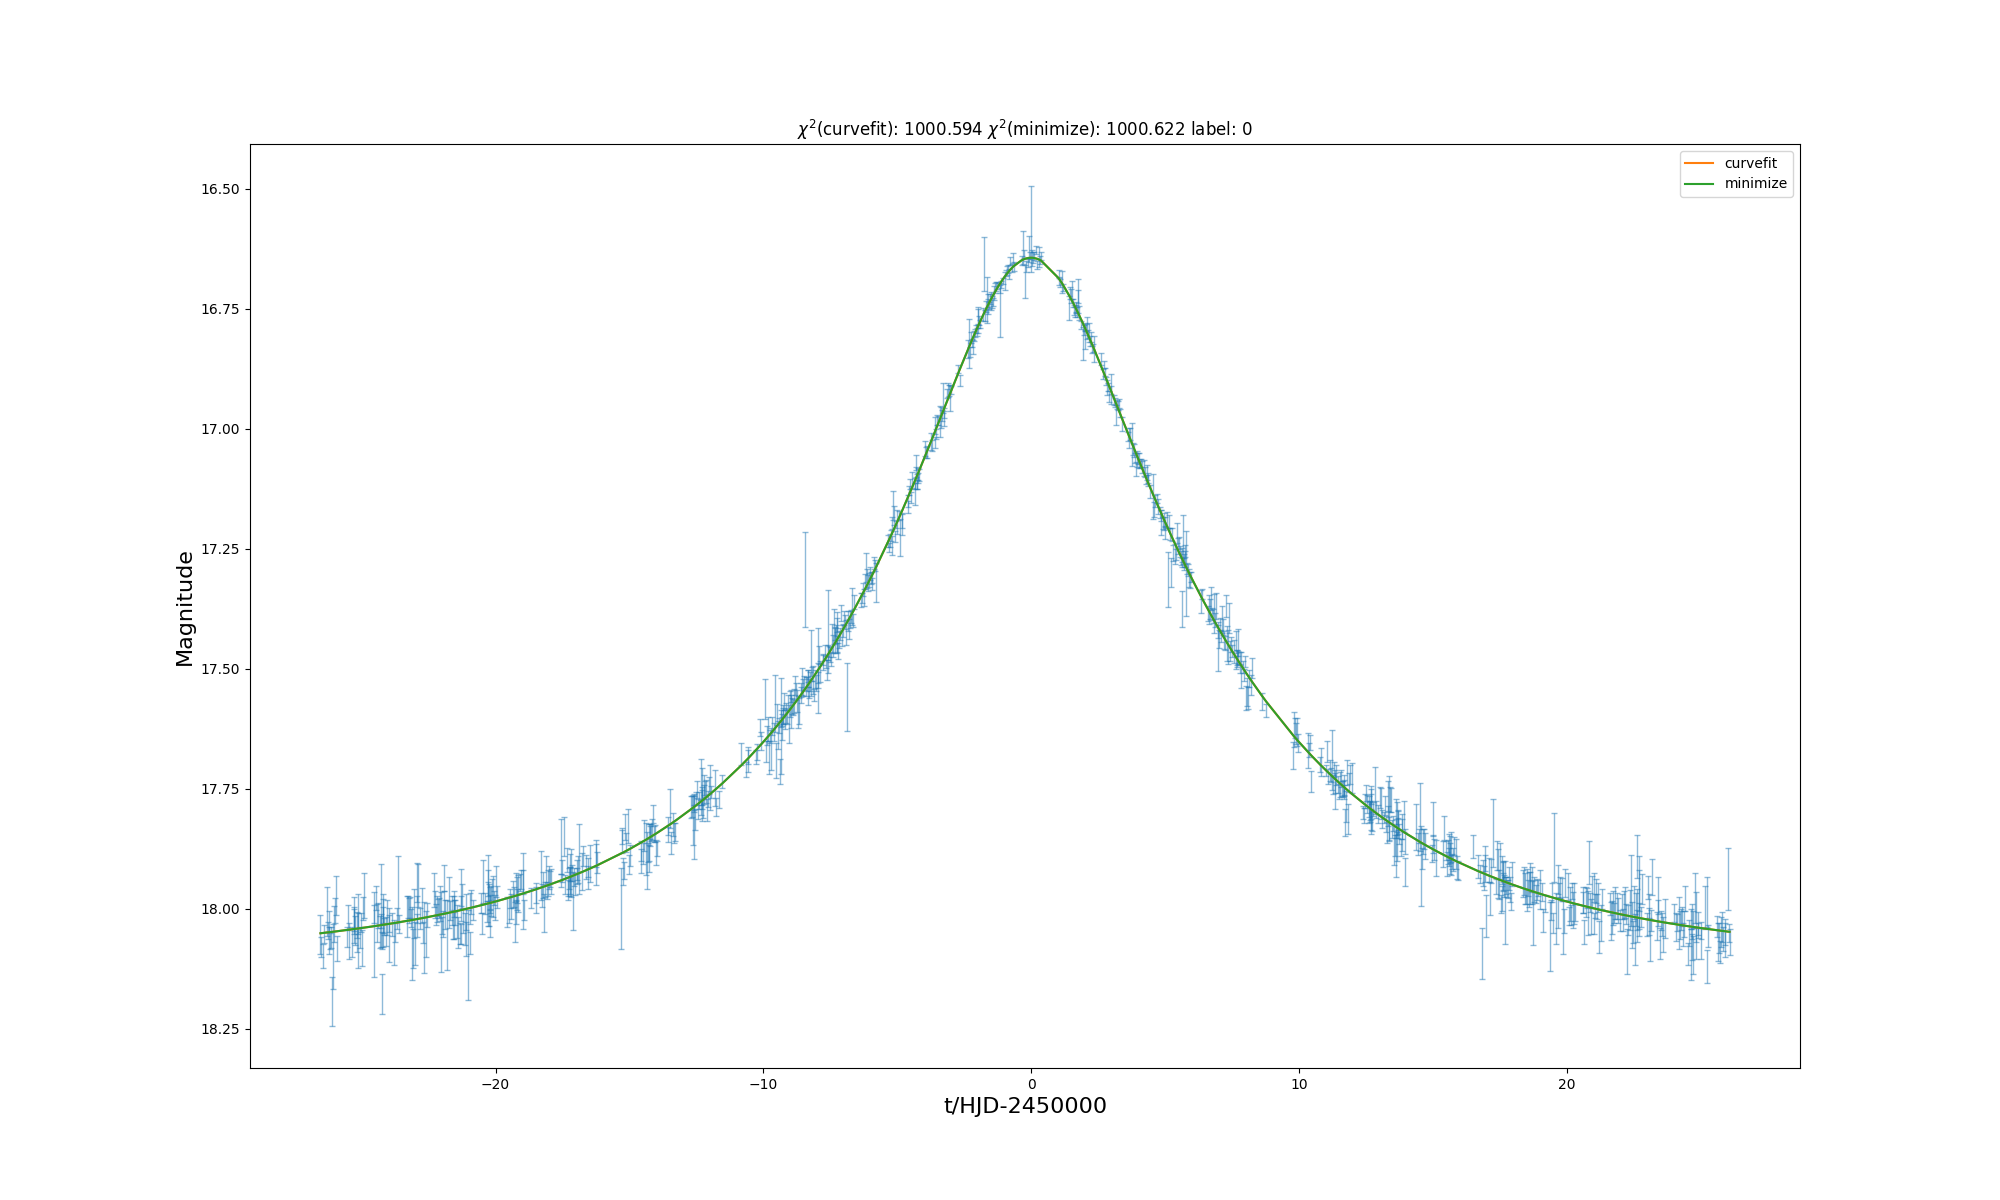 χ²(curvefit): 1000.594 χ²(minimize): 1000.622 label: 0
curvefit
minimize
16.50
16.75
17.00
17.25
17.50
17.75
18.00
18.25
Magnitude
−20
−10
0
10
20
t/HJD-2450000